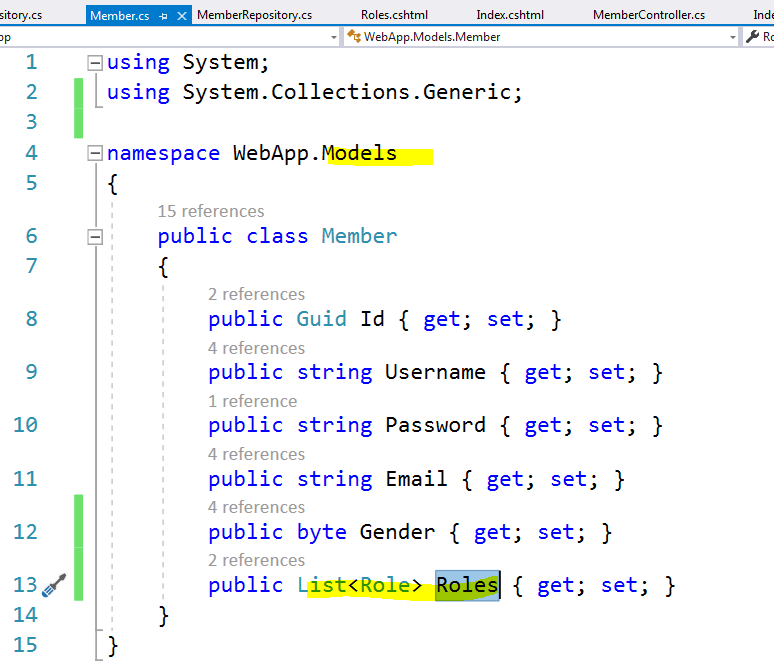 sitory.cs Member.cs MemberRepository.cs Roles.cshtml Index.cshtml MemberController.cs Inde
pp WebApp.Models.Member Ro
1 using System;
2 using System.Collections.Generic;
3
4 namespace WebApp.Models
5 {
15 references
6 public class Member
7 {
2 references
8 public Guid Id { get; set; }
4 references
9 public string Username { get; set; }
1 reference
10 public string Password { get; set; }
4 references
11 public string Email { get; set; }
4 references
12 public byte Gender { get; set; }
2 references
13 public List<Role> Roles { get; set; }
14 }
15 }